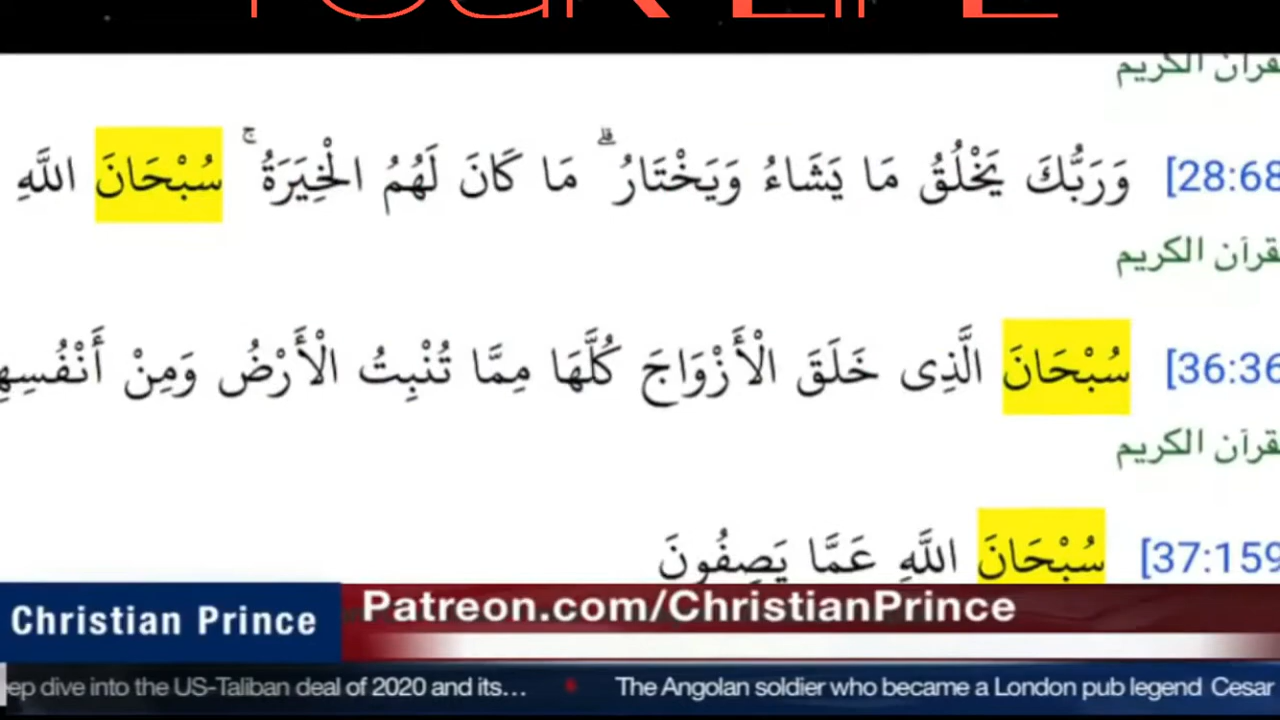 YOUR LIFE
قرآن الكريم
[28:68 وَرَبُّكَ يَخْلُقُ مَا يَشَاءُ وَيَخْتَارُ ۗ مَا كَانَ لَهُمُ الْخِيَرَةُ ۚ سُبْحَانَ اللَّهِ
قرآن الكريم
[36:36 سُبْحَانَ الَّذِى خَلَقَ الْأَزْوَاجَ كُلَّهَا مِمَّا تُنْبِتُ الْأَرْضُ وَمِنْ أَنْفُسِهِ
قرآن الكريم
[37:159 سُبْحَانَ اللَّهِ عَمَّا يَصِفُونَ
Christian Prince
Patreon.com/ChristianPrince
ep dive into the US-Taliban deal of 2020 and its... The Angolan soldier who became a London pub legend Cesar